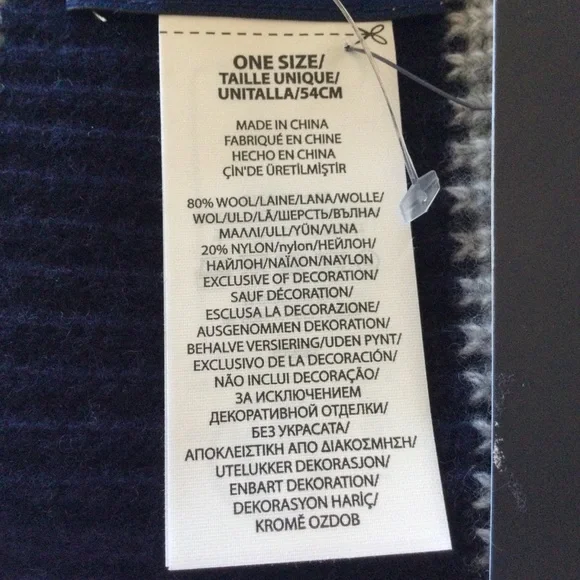 ONE SIZE/
TAILLE UNIQUE/
UNITALLA/54CM
MADE IN CHINA
FABRIQUÉ EN CHINE
HECHO EN CHINA
ÇİN'DE ÜRETİLMİŞTİR
80% WOOL/LAINE/LANA/WOLLE/
WOL/ULD/LÃ/ШЕРСТЬ/ВЪЛНА/
ΜΑΛΛΙ/ULL/YÜN/VLNA
20% NYLON/nylon/НЕЙЛОН/
НАЙЛОН/ΝΑΪΛΟΝ/NAYLON
EXCLUSIVE OF DECORATION/
SAUF DÉCORATION/
ESCLUSA LA DECORAZIONE/
AUSGENOMMEN DEKORATION/
BEHALVE VERSIERING/UDEN PYNT/
EXCLUSIVO DE LA DECORACIÓN/
NÃO INCLUI DECORAÇÃO/
ЗА ИСКЛЮЧЕНИЕМ
ДЕКОРАТИВНОЙ ОТДЕЛКИ/
БЕЗ УКРАСАТА/
ΑΠΟΚΛΕΙΣΤΙΚΗ ΑΠΟ ΔΙΑΚΟΣΜΗΣΗ/
UTELUKKER DEKORASJON/
ENBART DEKORATION/
DEKORASYON HARİÇ/
KROMĚ OZDOB